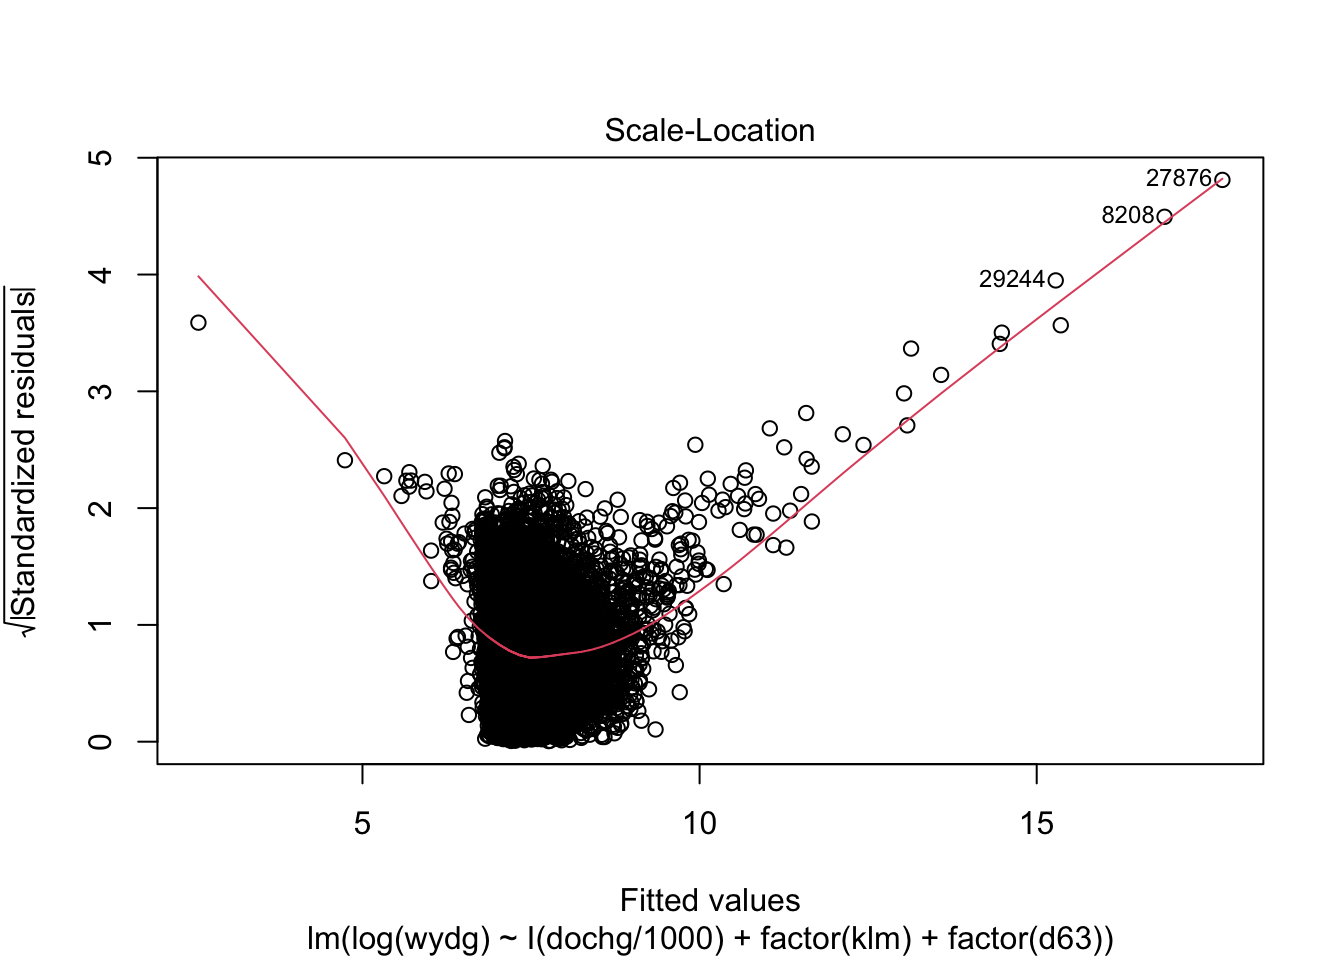 Scale-Location
√|Standardized residuals|
5
4
3
2
1
0
27876
8208
29244
5 10 15
Fitted values
lm(log(wydg) ~ I(dochg/1000) + factor(klm) + factor(d63))